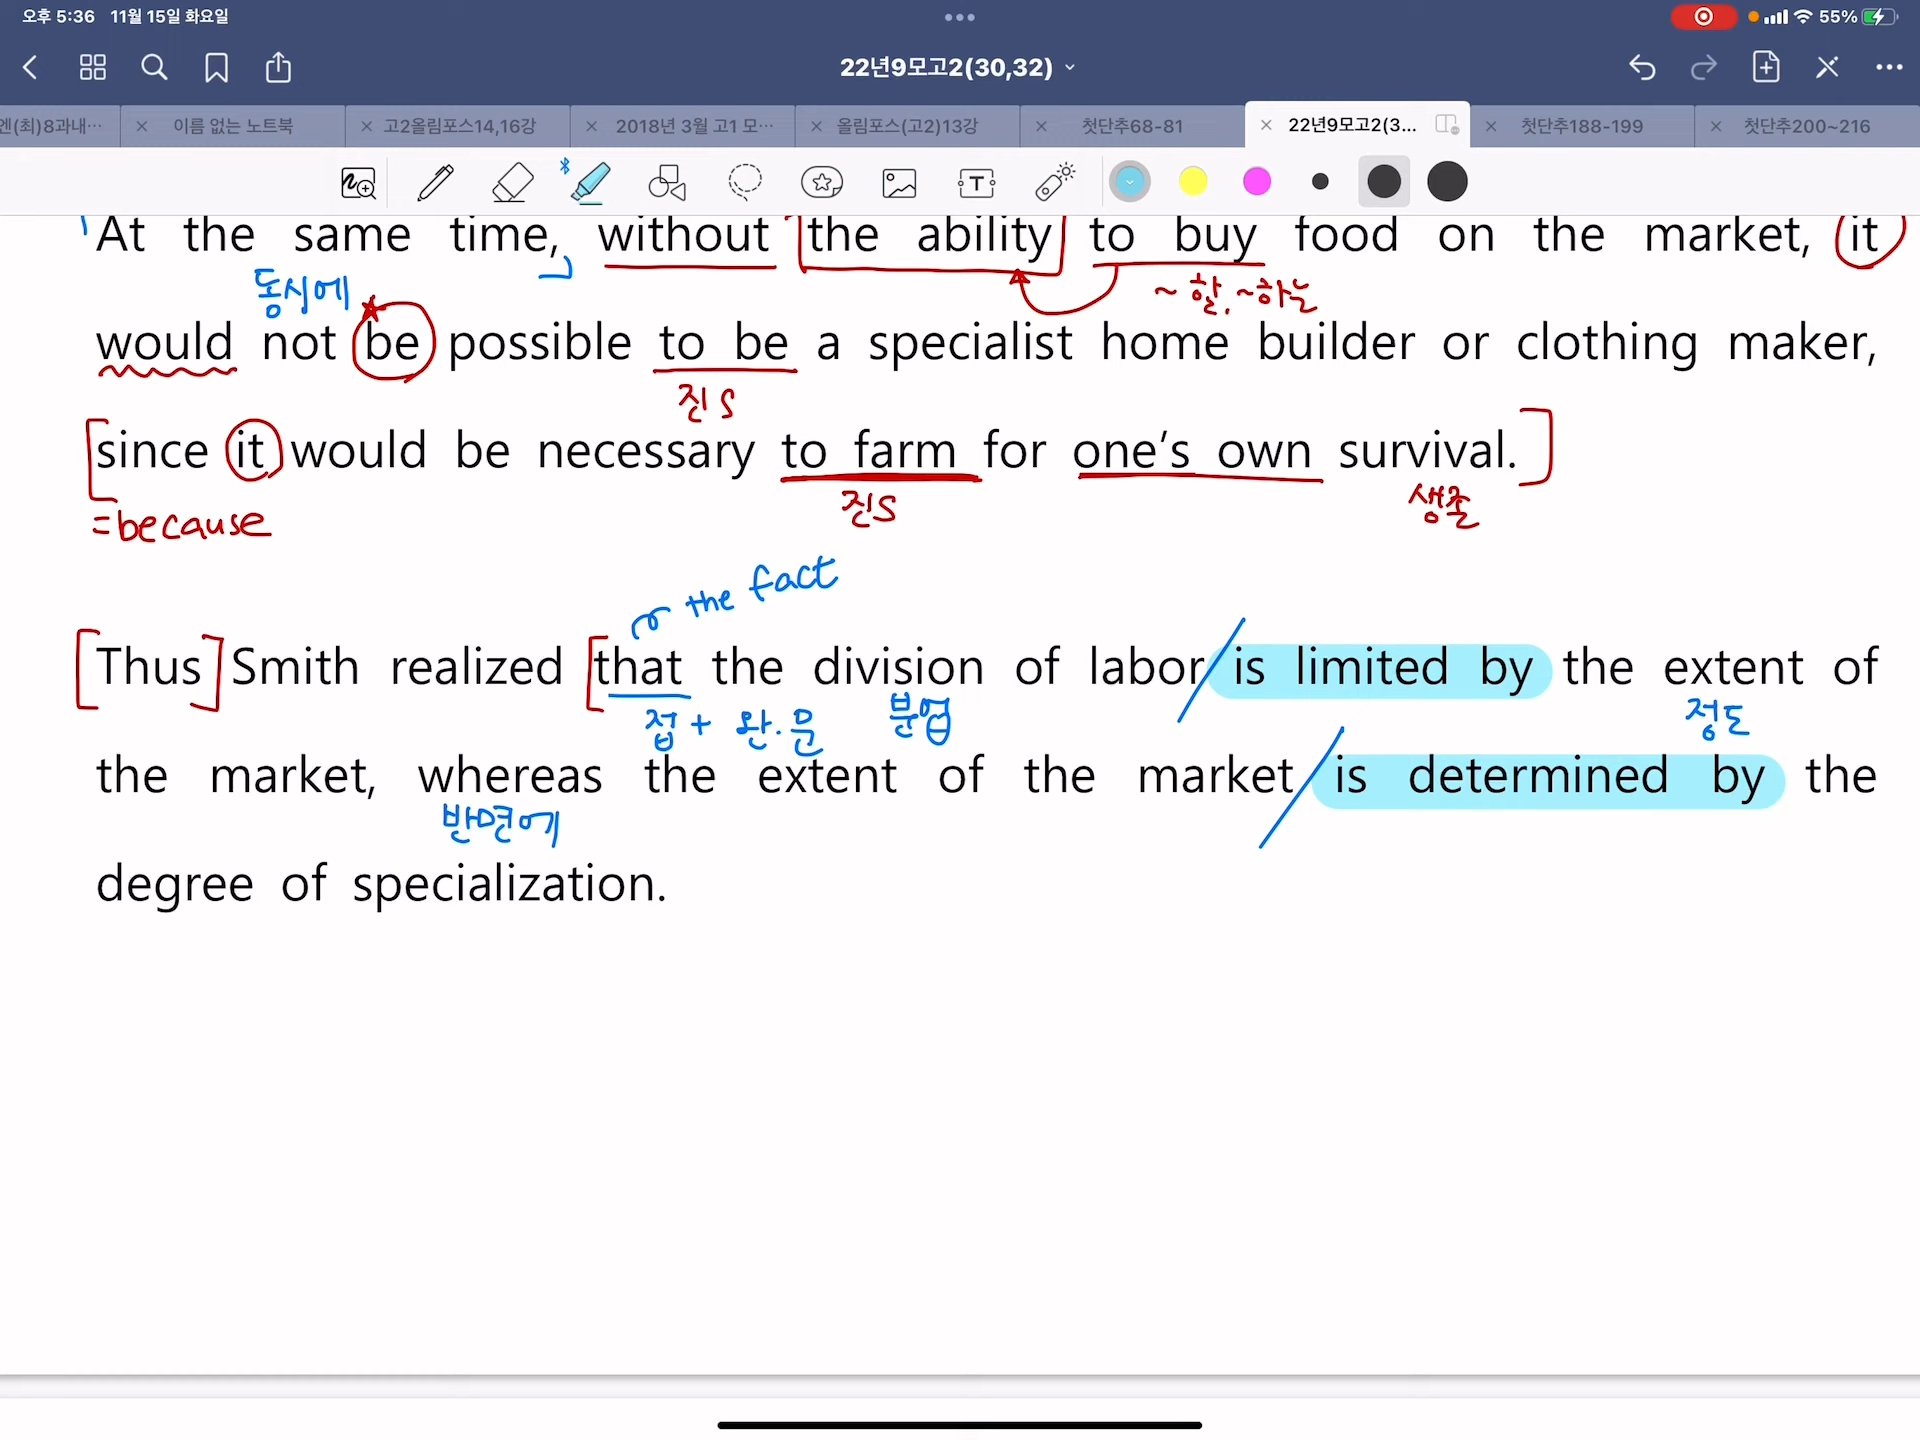 오후 5:36 11월 15일 화요일
55%
22년9모고2(30,32)
엔(최)8과내…
이름 없는 노트북
고2올림포스14,16강
2018년 3월 고1 모…
올림포스(고2)13강
첫단추68-81
22년9모고2(3...
첫단추188-199
첫단추200~216
At the same time, without the ability to buy food on the market, it
동시에 ~할, ~하는
would not be possible to be a specialist home builder or clothing maker,
진S
since it would be necessary to farm for one's own survival.
진S 생존
=because
the fact
Thus Smith realized that the division of labor is limited by the extent of
접 + 완.문 분업 정도
the market, whereas the extent of the market is determined by the
반면에
degree of specialization.